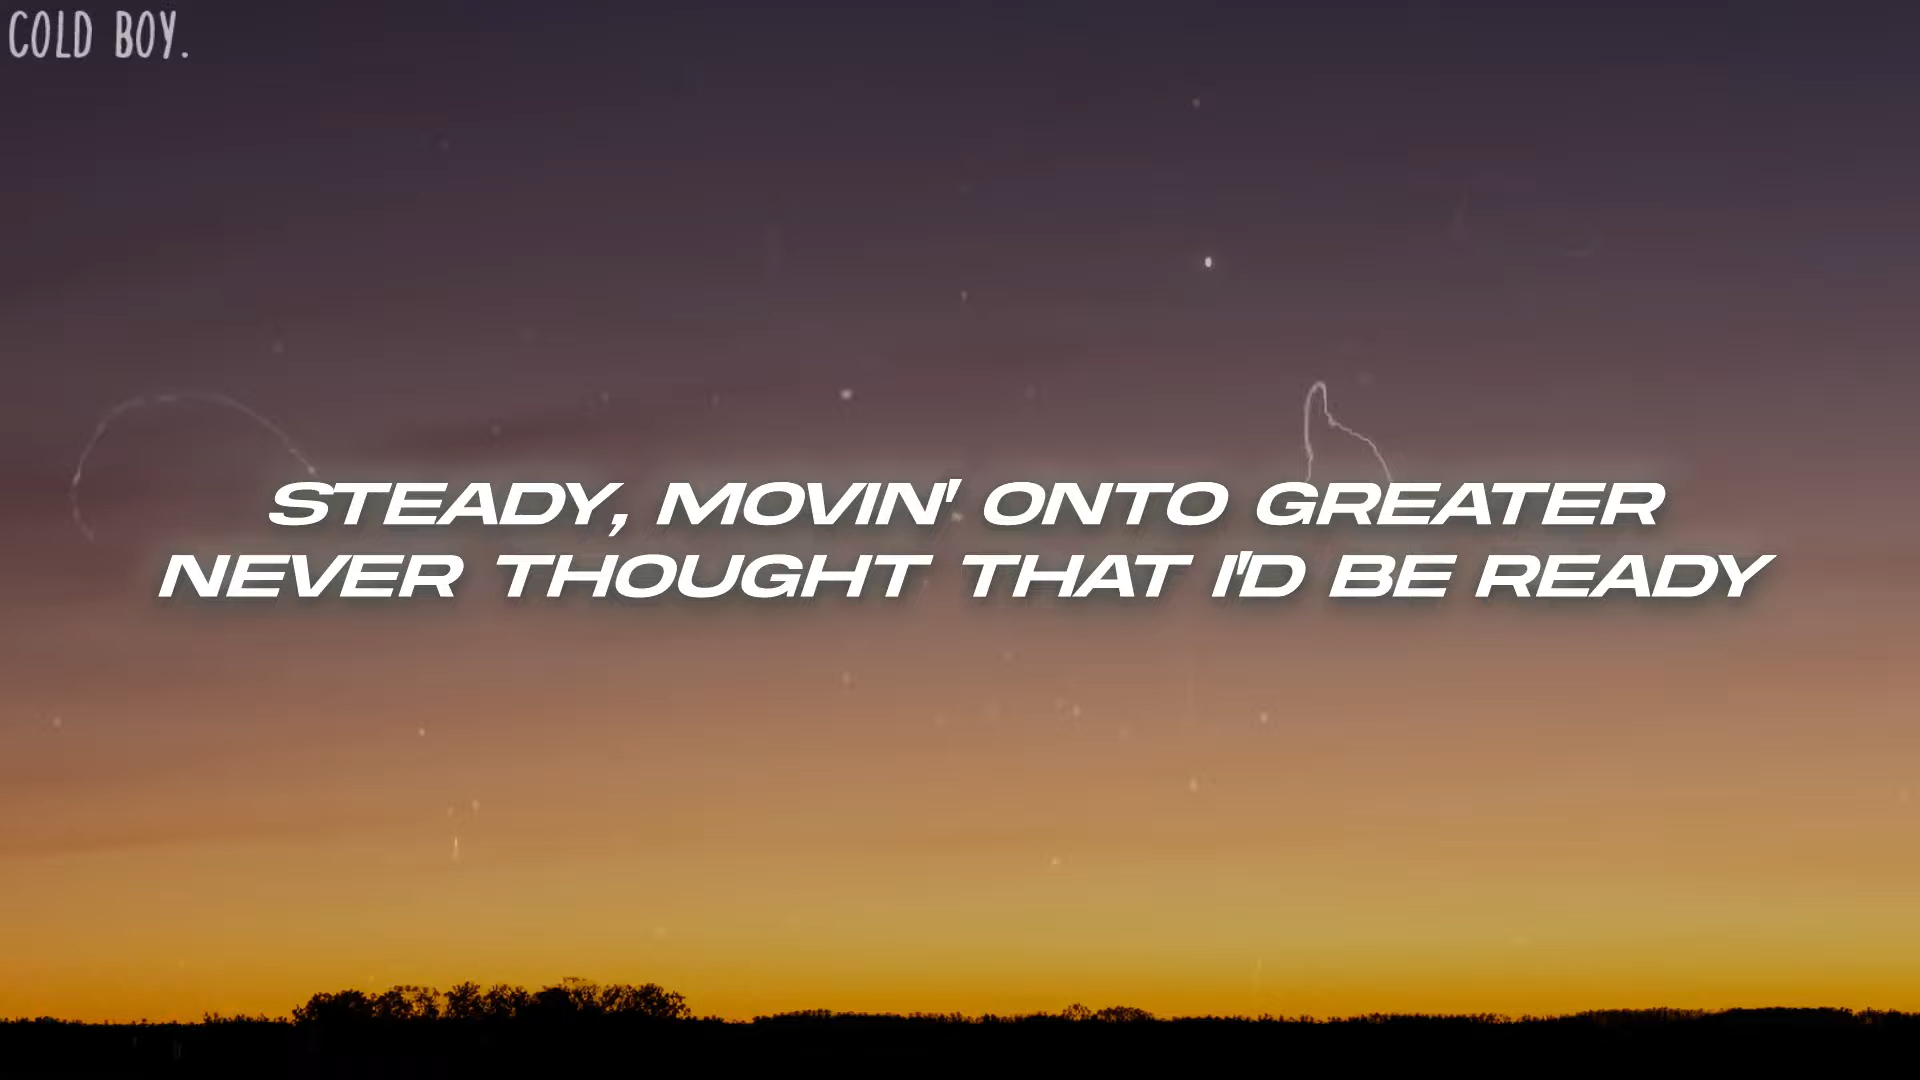 COLD BOY.
STEADY, MOVIN' ONTO GREATER
NEVER THOUGHT THAT I'D BE READY